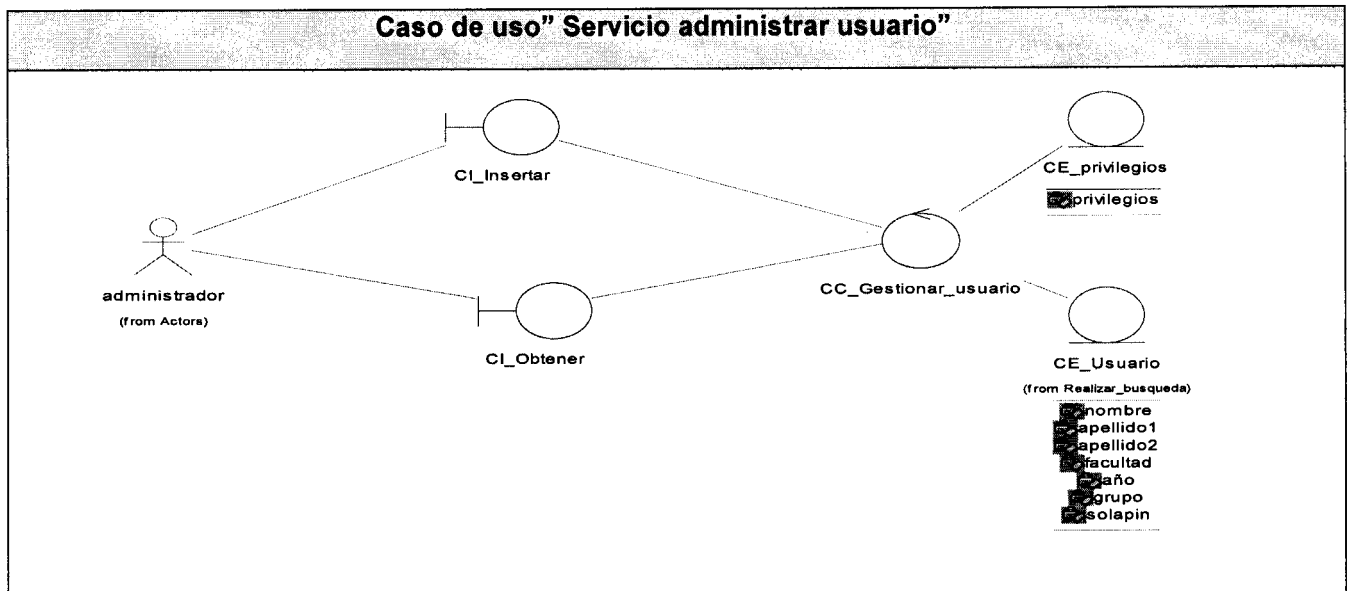 Caso de uso” Servicio administrar usuario”
CI_Insertar
CE_privilegios
privilegios
administrador
(from Actors)
CC_Gestionar_usuario
CI_Obtener
CE_Usuario
(from Realizar_busqueda)
nombre
apellido1
apellido2
facultad
año
grupo
solapin